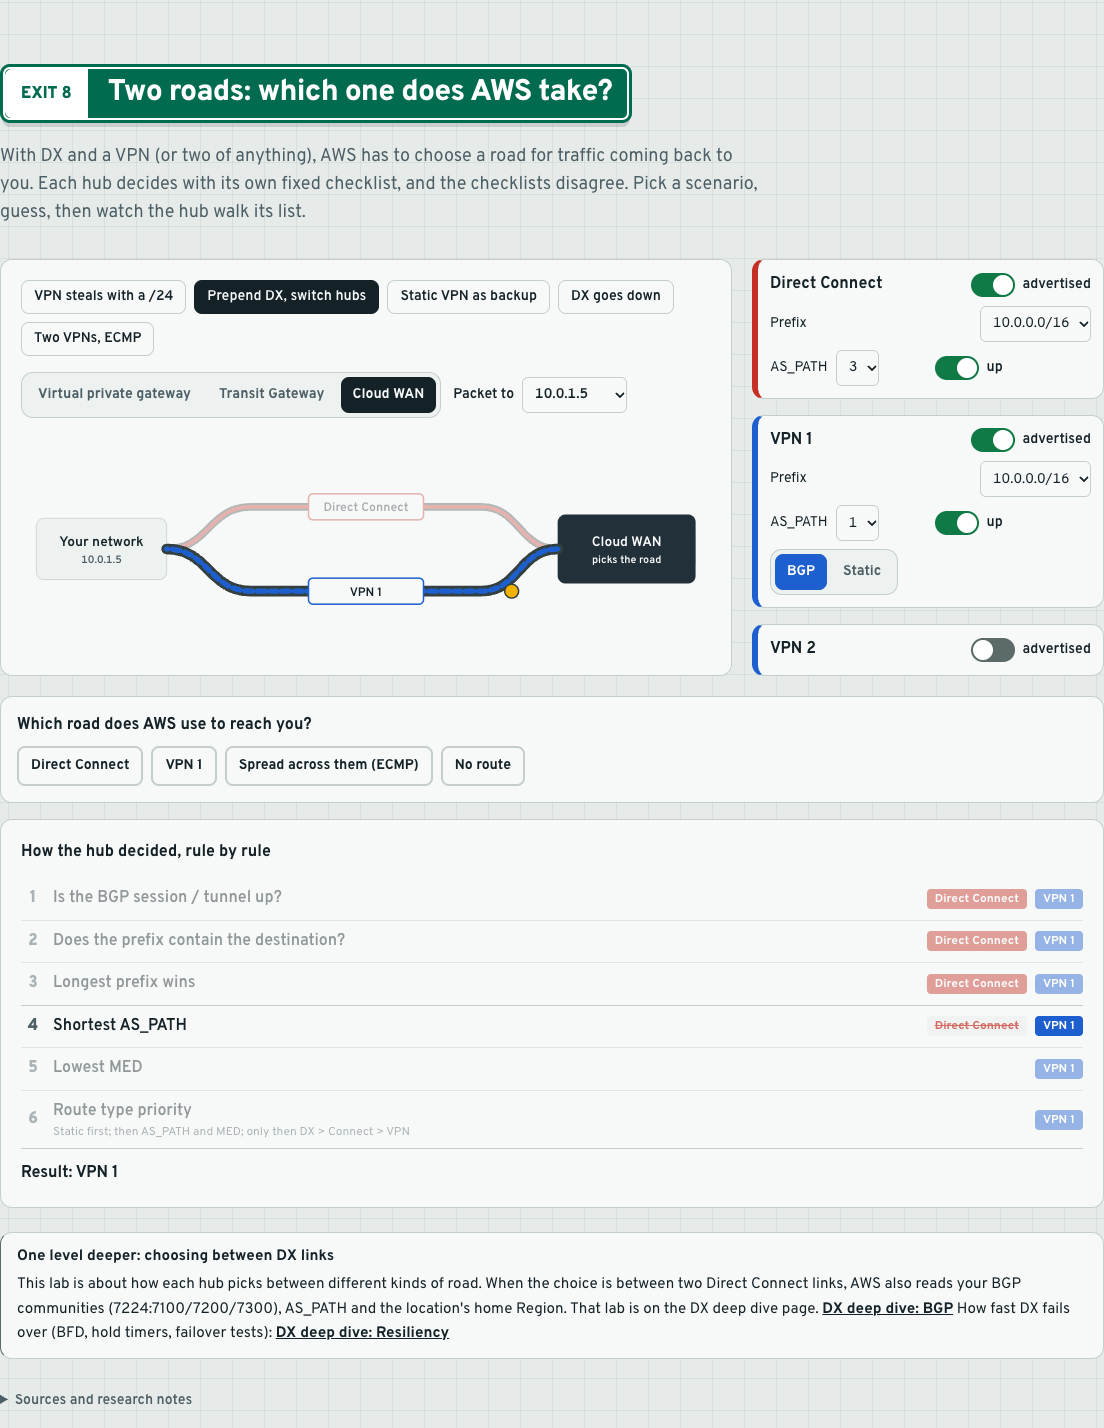 EXIT 8
Two roads: which one does AWS take?
With DX and a VPN (or two of anything), AWS has to choose a road for traffic coming back to
you. Each hub decides with its own fixed checklist, and the checklists disagree. Pick a scenario,
guess, then watch the hub walk its list.
VPN steals with a /24
Prepend DX, switch hubs
Static VPN as backup
DX goes down
Two VPNs, ECMP
Virtual private gateway
Transit Gateway
Cloud WAN
Packet to
10.0.1.5
Your network
10.0.1.5
Direct Connect
VPN 1
Cloud WAN
picks the road
Direct Connect
advertised
Prefix
10.0.0.0/16
AS_PATH
3
up
VPN 1
advertised
Prefix
10.0.0.0/16
AS_PATH
1
up
BGP
Static
VPN 2
advertised
Which road does AWS use to reach you?
Direct Connect
VPN 1
Spread across them (ECMP)
No route
How the hub decided, rule by rule
1 Is the BGP session / tunnel up? Direct Connect VPN 1
2 Does the prefix contain the destination? Direct Connect VPN 1
3 Longest prefix wins Direct Connect VPN 1
4 Shortest AS_PATH Direct Connect VPN 1
5 Lowest MED VPN 1
6 Route type priority VPN 1
Static first; then AS_PATH and MED; only then DX > Connect > VPN
Result: VPN 1
One level deeper: choosing between DX links
This lab is about how each hub picks between different kinds of road. When the choice is between two Direct Connect links, AWS also reads your BGP
communities (7224:7100/7200/7300), AS_PATH and the location's home Region. That lab is on the DX deep dive page. DX deep dive: BGP How fast DX fails
over (BFD, hold timers, failover tests): DX deep dive: Resiliency
Sources and research notes